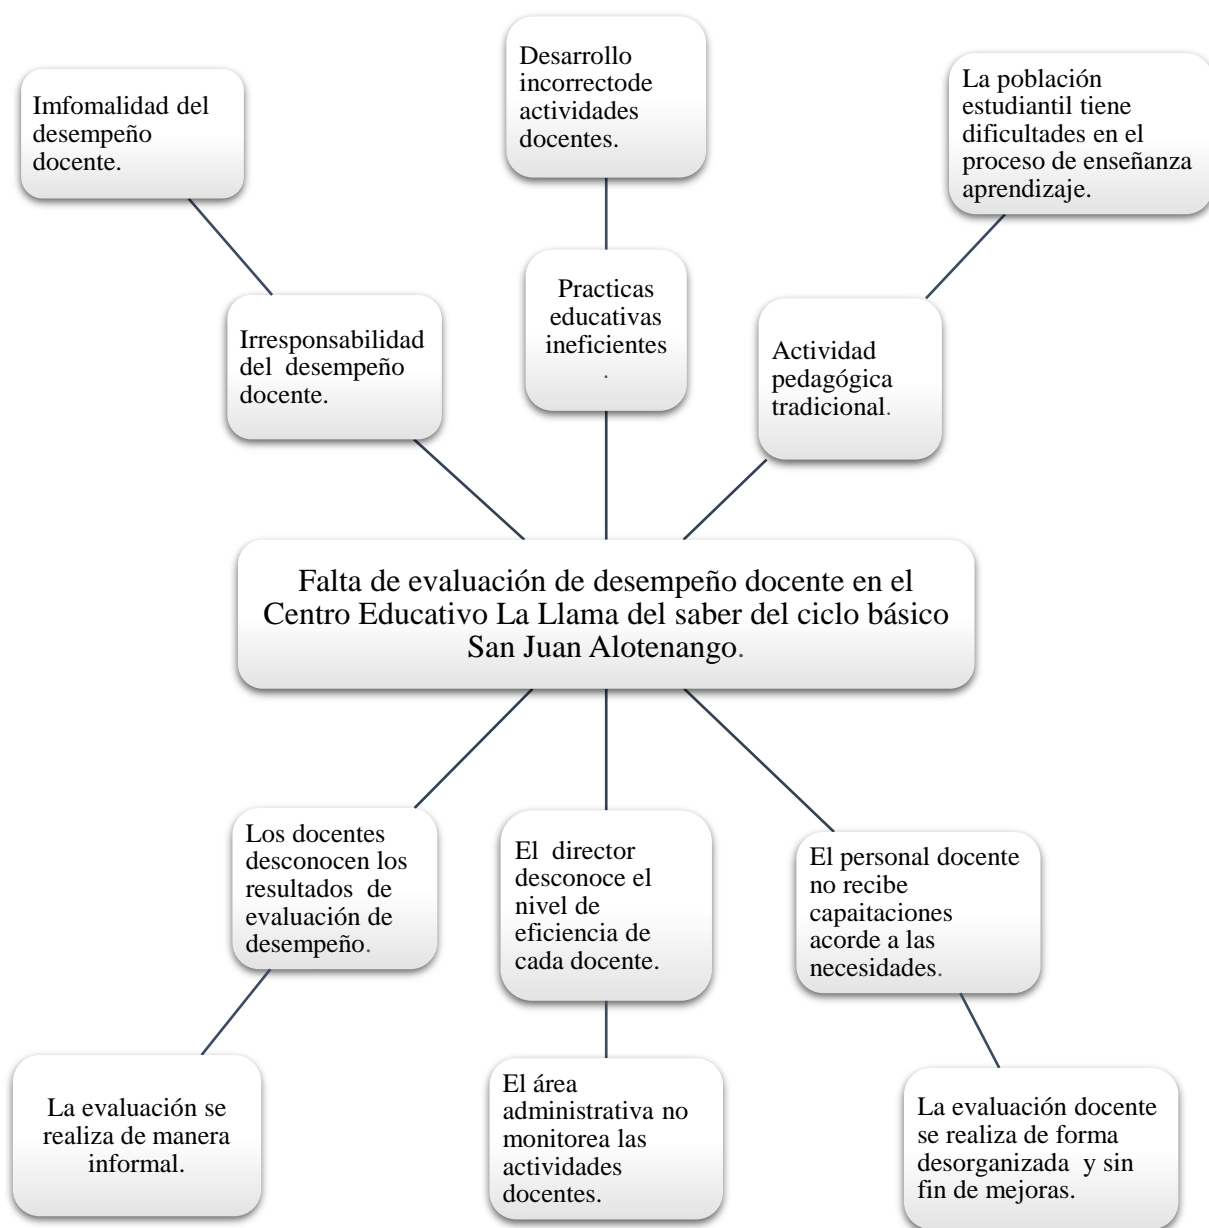 Desarrollo
incorrectode
actividades
docentes.
La población
estudiantil tiene
dificultades en el
proceso de enseñanza
aprendizaje.
Imfomalidad del
desempeño
docente.
Practicas
educativas
ineficientes
.
Irresponsabilidad
del desempeño
docente.
Actividad
pedagógica
tradicional.
Falta de evaluación de desempeño docente en el
Centro Educativo La Llama del saber del ciclo básico
San Juan Alotenango.
Los docentes
desconocen los
resultados de
evaluación de
desempeño.
El director
desconoce el
nivel de
eficiencia de
cada docente.
El personal docente
no recibe
capaitaciones
acorde a las
necesidades.
La evaluación se
realiza de manera
informal.
El área
administrativa no
monitorea las
actividades
docentes.
La evaluación docente
se realiza de forma
desorganizada y sin
fin de mejoras.